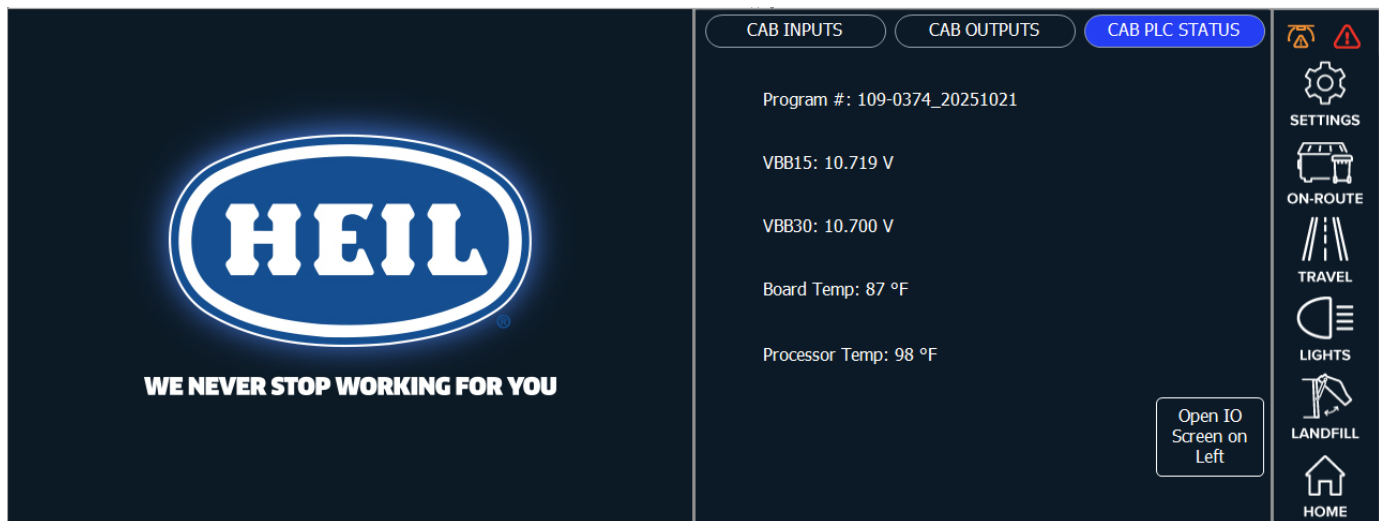 HEIL
®
WE NEVER STOP WORKING FOR YOU
CAB INPUTS
CAB OUTPUTS
CAB PLC STATUS
Program #: 109-0374_20251021
VBB15: 10.719 V
VBB30: 10.700 V
Board Temp: 87 °F
Processor Temp: 98 °F
Open IO
Screen on
Left
SETTINGS
ON-ROUTE
TRAVEL
LIGHTS
LANDFILL
HOME